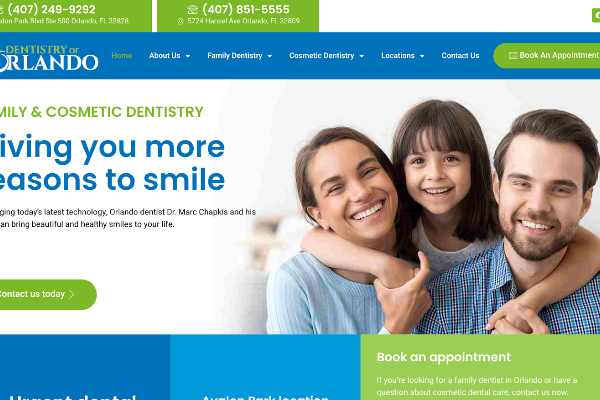 (407) 249-9292
(407) 851-5555
alon Park Blvd Ste 500 Orlando, FL 32828
5724 Hansel Ave Orlando, FL 32809
DENTISTRY OF
ORLANDO
Home
About Us
Family Dentistry
Cosmetic Dentistry
Locations
Contact Us
Book An Appointment
MILY & COSMETIC DENTISTRY
iving you more
easons to smile
ging today's latest technology, Orlando dentist Dr. Marc Chapkis and his
an bring beautiful and healthy smiles to your life.
Contact us today
Urgent dental
Avalon Park location
Book an appointment
If you're looking for a family dentist in Orlando or have a
question about cosmetic dental care, contact us now.